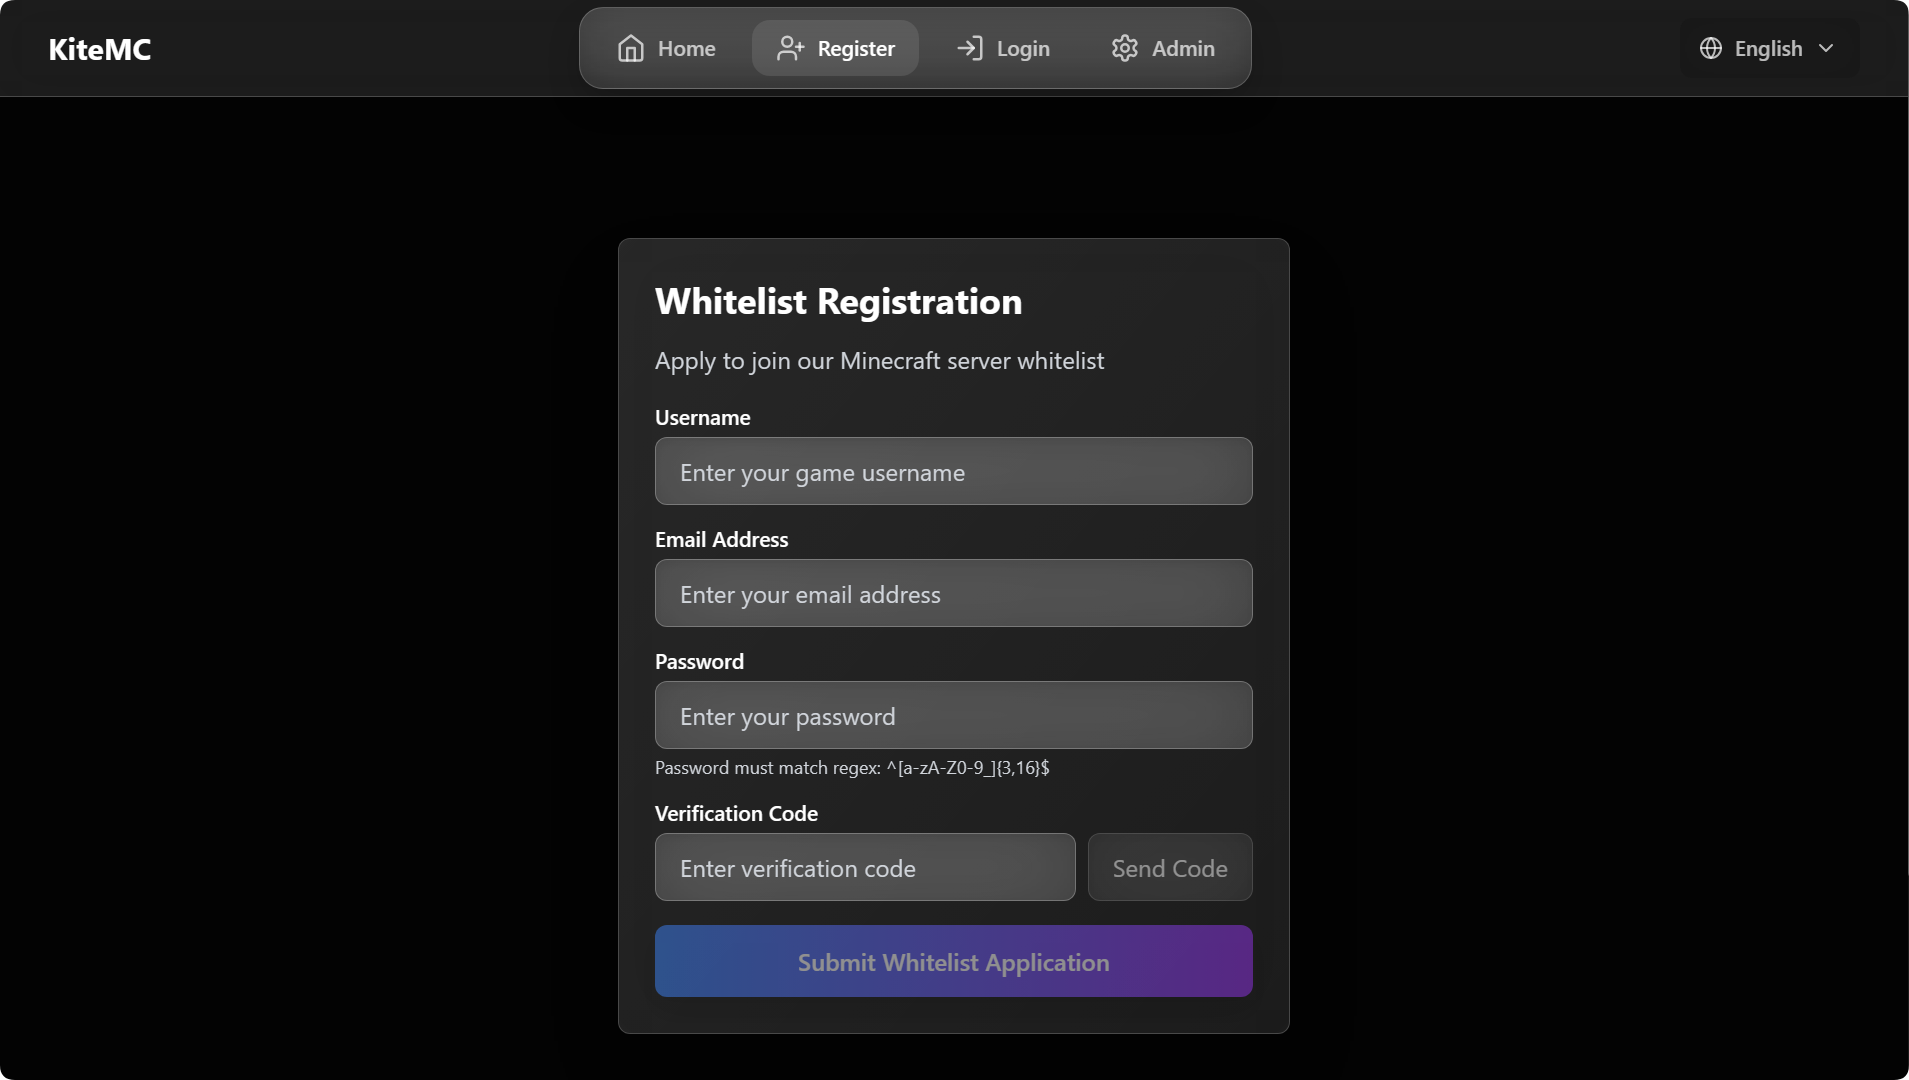 KiteMC
Home
Register
Login
Admin
English
Whitelist Registration
Apply to join our Minecraft server whitelist
Username
Enter your game username
Email Address
Enter your email address
Password
Enter your password
Password must match regex: ^[a-zA-Z0-9_]{3,16}$
Verification Code
Enter verification code
Send Code
Submit Whitelist Application